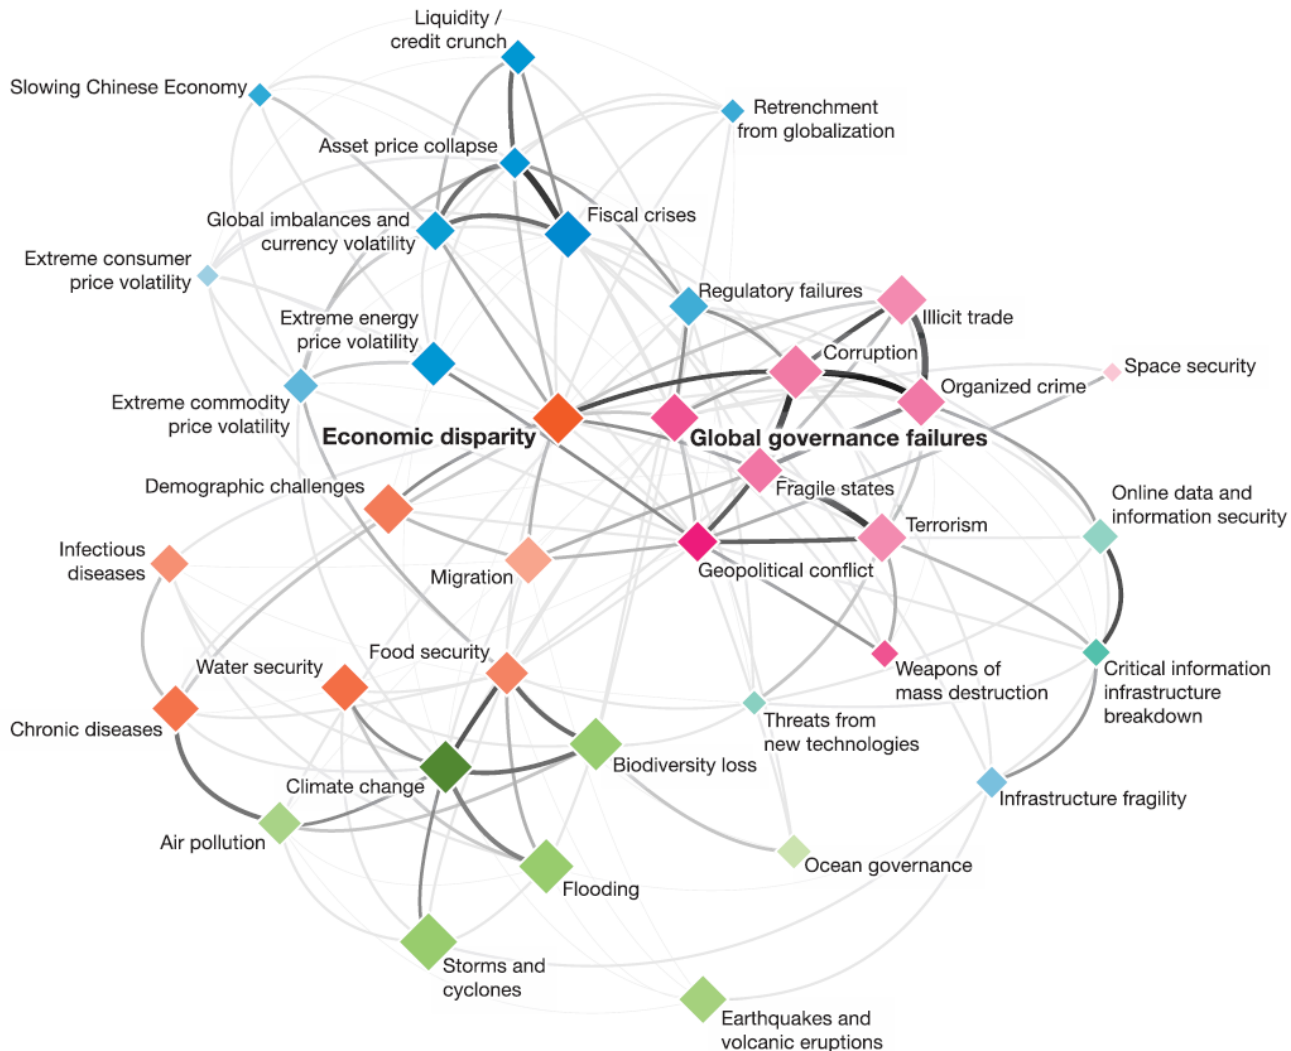 Liquidity /
credit crunch
Slowing Chinese Economy
Retrenchment
from globalization
Asset price collapse
Global imbalances and
currency volatility
Fiscal crises
Extreme consumer
price volatility
Regulatory failures
Illicit trade
Extreme energy
price volatility
Corruption
Space security
Organized crime
Extreme commodity
price volatility
Economic disparity
Global governance failures
Demographic challenges
Fragile states
Online data and
information security
Terrorism
Infectious
diseases
Migration
Geopolitical conflict
Food security
Water security
Weapons of
mass destruction
Critical information
infrastructure
breakdown
Chronic diseases
Threats from
new technologies
Biodiversity loss
Climate change
Infrastructure fragility
Air pollution
Ocean governance
Flooding
Storms and
cyclones
Earthquakes and
volcanic eruptions